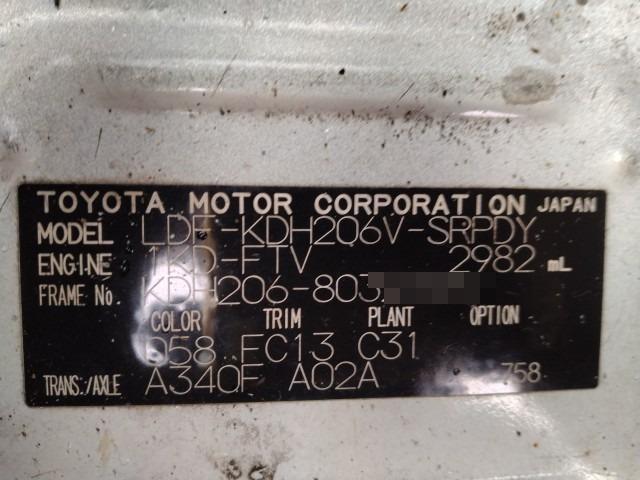 TOYOTA MOTOR CORPORATION JAPAN
MODEL LDF-KDH206V-SRPDY
ENGINE 1KD-FTV 2982 mL
FRAME No. KDH206-803
COLOR TRIM PLANT OPTION
058 FC13 C31
TRANS./AXLE A340F A02A 758